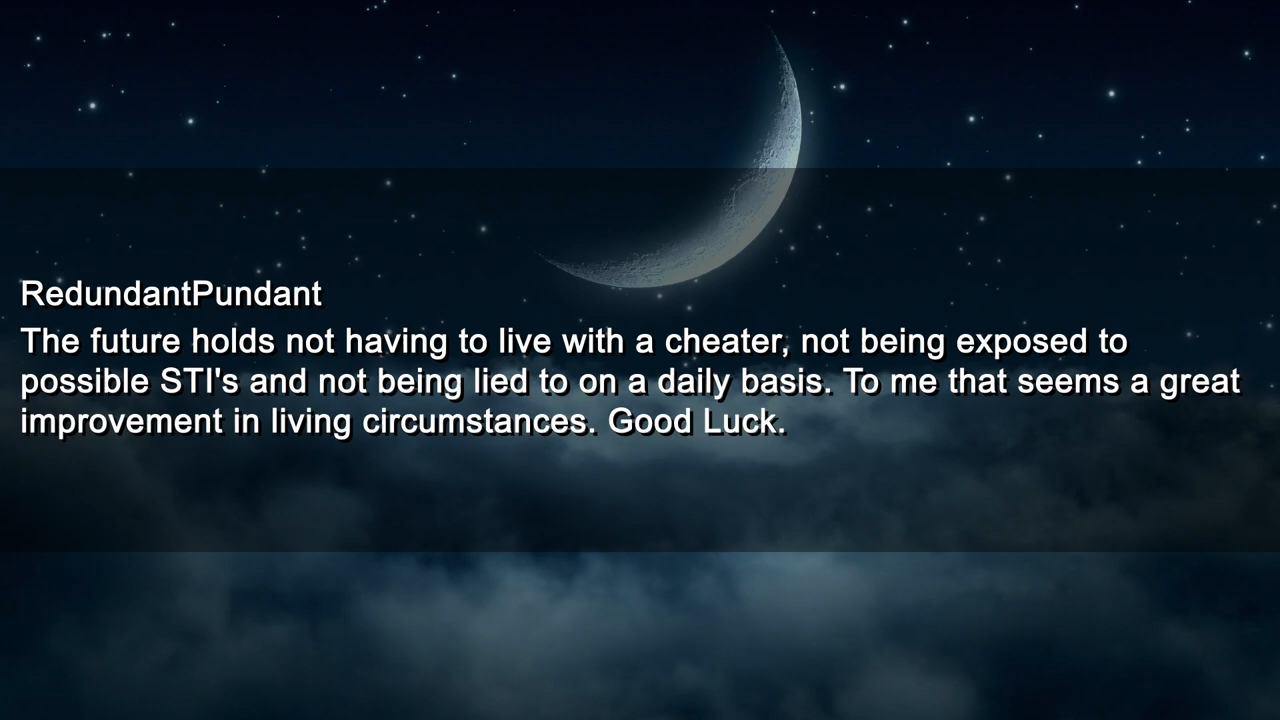 RedundantPundant
The future holds not having to live with a cheater, not being exposed to
possible STI's and not being lied to on a daily basis. To me that seems a great
improvement in living circumstances. Good Luck.